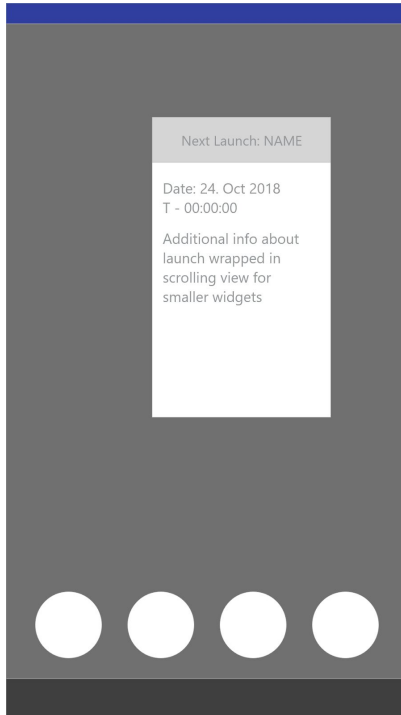 Next Launch: NAME
Date: 24. Oct 2018
T - 00:00:00
Additional info about
launch wrapped in
scrolling view for
smaller widgets